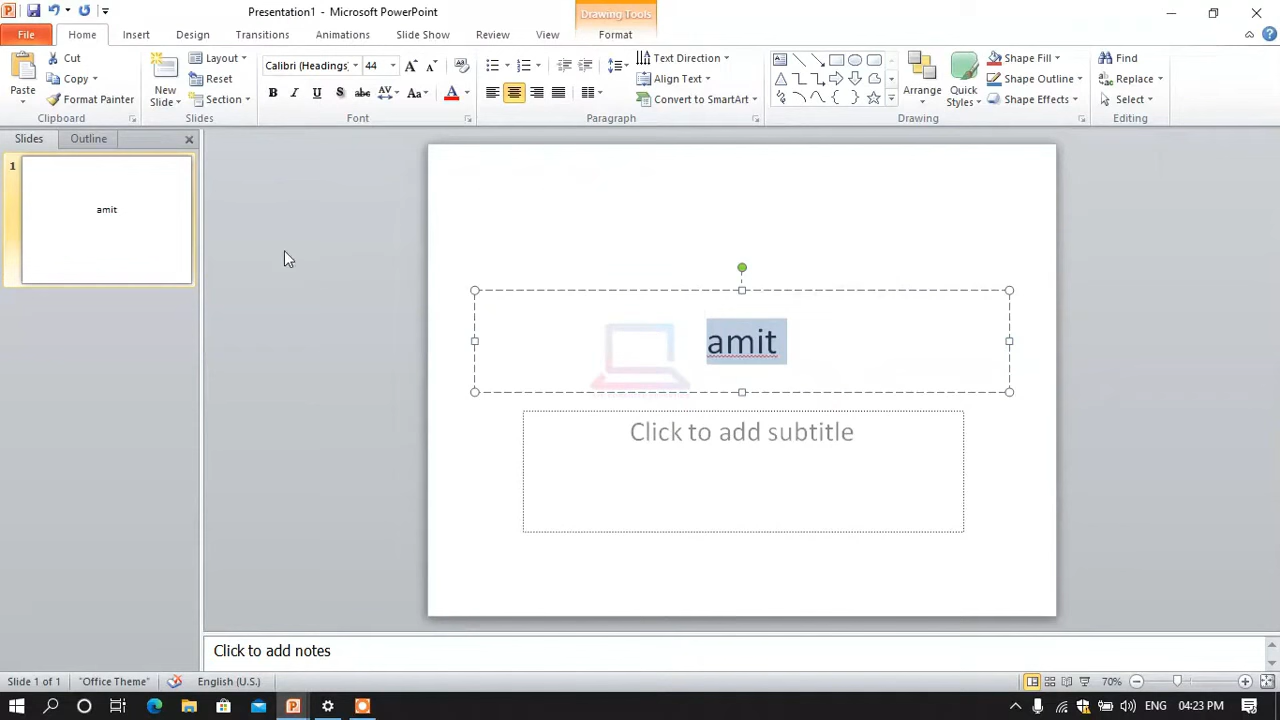 Presentation1 - Microsoft PowerPoint
Drawing Tools
File Home Insert Design Transitions Animations Slide Show Review View Format
Paste
Cut
Copy
Format Painter
Clipboard
New Slide
Layout
Reset
Section
Slides
Calibri (Headings) 44
B I U S abc AV Aa A
Font
Text Direction
Align Text
Convert to SmartArt
Paragraph
Arrange
Quick Styles
Shape Fill
Shape Outline
Shape Effects
Drawing
Find
Replace
Select
Editing
Slides Outline
1
amit
amit
Click to add subtitle
Click to add notes
Slide 1 of 1 "Office Theme" English (U.S.) 70%
ENG 04:23 PM